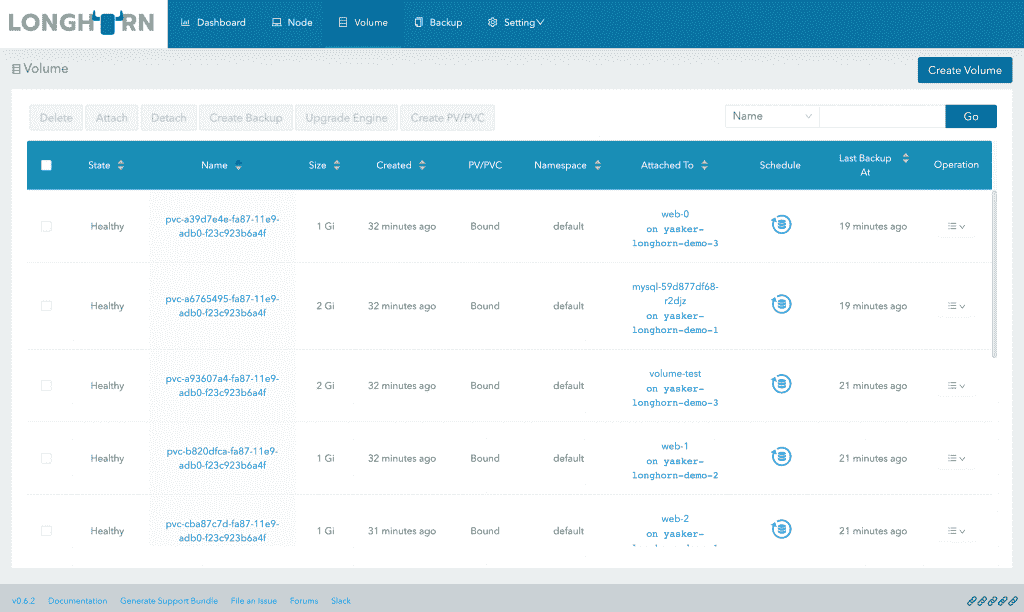 LONGHORN
Dashboard Node Volume Backup Setting
Volume
Create Volume
Delete Attach Detach Create Backup Upgrade Engine Create PV/PVC
Name Go
State Name Size Created PV/PVC Namespace Attached To Schedule Last Backup At Operation
Healthy
pvc-a39d7e4e-fa87-11e9-
adb0-f23c923b6a4f
1 Gi 32 minutes ago Bound default
web-0
on yasker-
longhorn-demo-3
19 minutes ago
Healthy
pvc-a6765495-fa87-11e9-
adb0-f23c923b6a4f
2 Gi 32 minutes ago Bound default
mysql-59d877df68-
r2djz
on yasker-
longhorn-demo-1
19 minutes ago
Healthy
pvc-a93607a4-fa87-11e9-
adb0-f23c923b6a4f
2 Gi 32 minutes ago Bound default
volume-test
on yasker-
longhorn-demo-3
21 minutes ago
Healthy
pvc-b820dfca-fa87-11e9-
adb0-f23c923b6a4f
1 Gi 32 minutes ago Bound default
web-1
on yasker-
longhorn-demo-2
21 minutes ago
Healthy
pvc-cba87c7d-fa87-11e9-
adb0-f23c923b6a4f
1 Gi 31 minutes ago Bound default
web-2
on yasker-
21 minutes ago
v0.6.2 Documentation Generate Support Bundle File an Issue Forums Slack